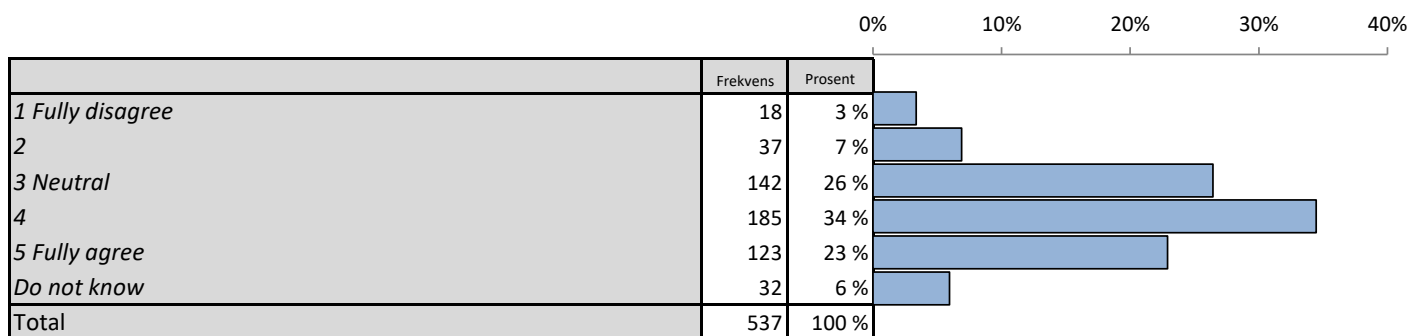 0% 10% 20% 30% 40%
Frekvens Prosent
1 Fully disagree 18 3 %
2 37 7 %
3 Neutral 142 26 %
4 185 34 %
5 Fully agree 123 23 %
Do not know 32 6 %
Total 537 100 %